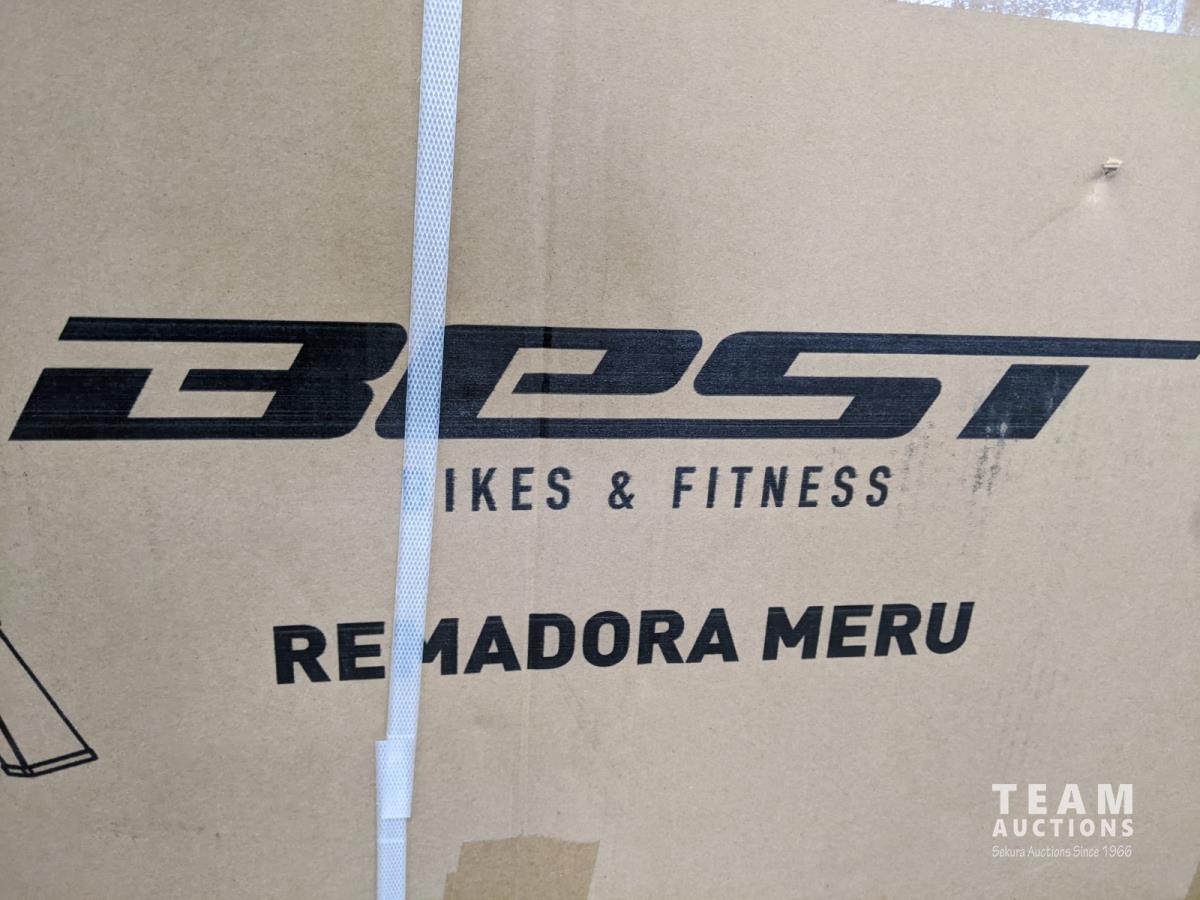 BeST
IKES & FITNESS
REMADORA MERU
TEAM
AUCTIONS
Sekura Auctions Since 1966